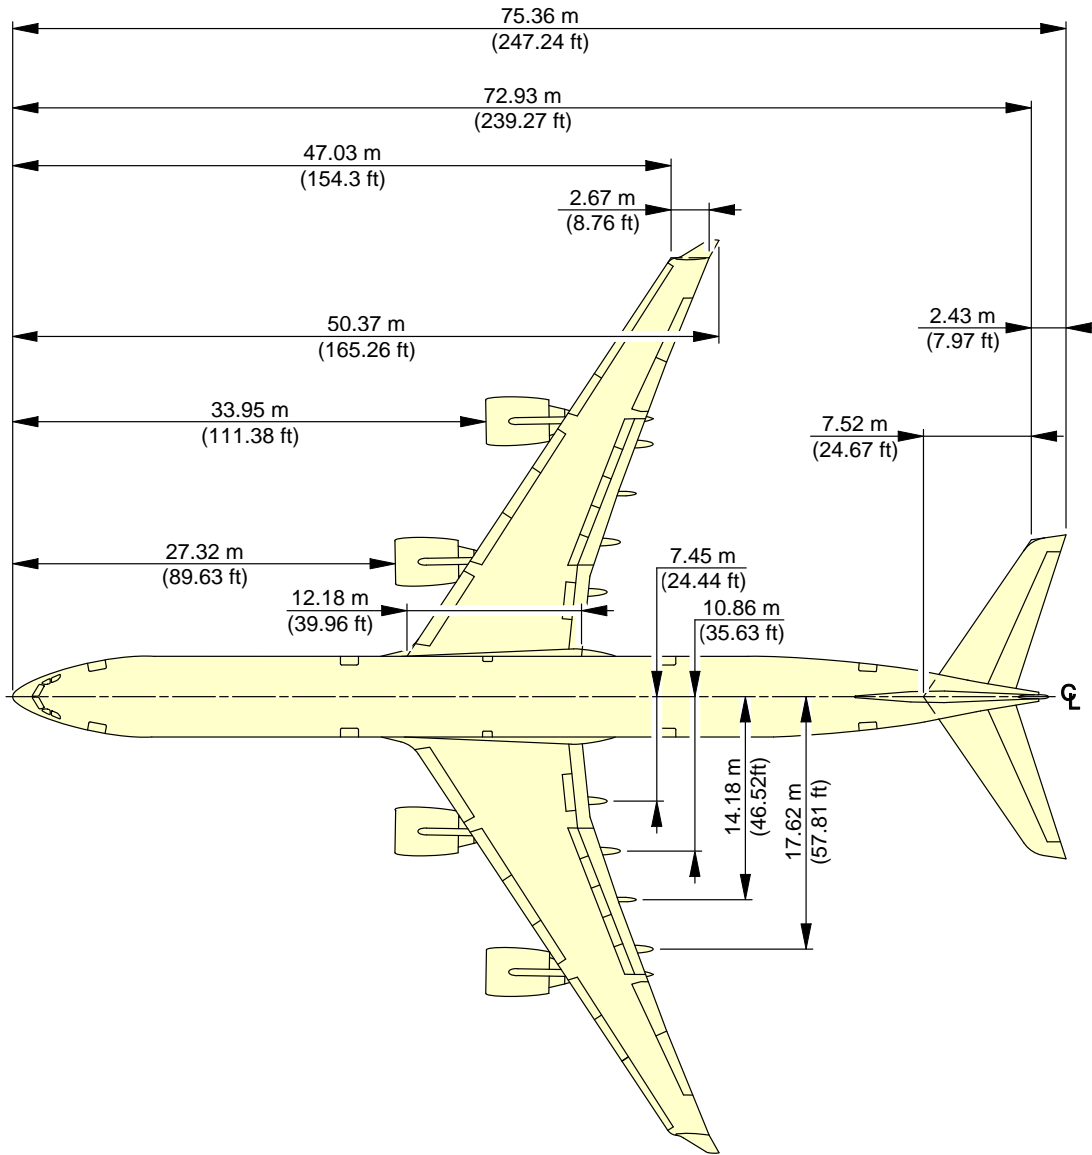 75.36 m
(247.24 ft)
72.93 m
(239.27 ft)
47.03 m
(154.3 ft)
2.67 m
(8.76 ft)
50.37 m
(165.26 ft)
2.43 m
(7.97 ft)
33.95 m
(111.38 ft)
7.52 m
(24.67 ft)
27.32 m
(89.63 ft)
7.45 m
(24.44 ft)
12.18 m
(39.96 ft)
10.86 m
(35.63 ft)
CL
14.18 m
(46.52ft)
17.62 m
(57.81 ft)